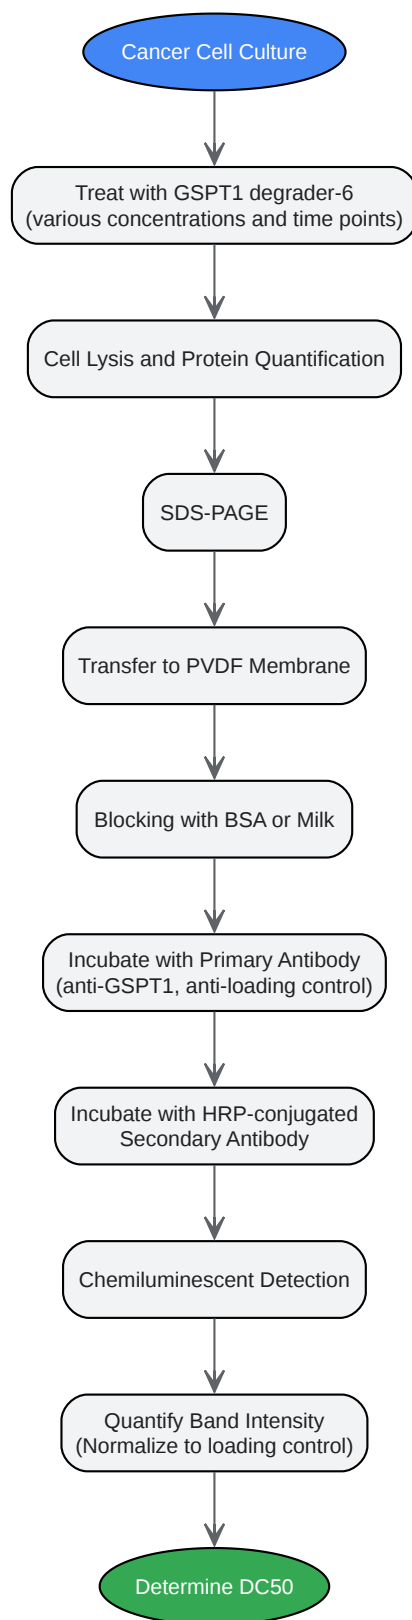 Cancer Cell Culture
Treat with GSPT1 degrader-6
(various concentrations and time points)
Cell Lysis and Protein Quantification
SDS-PAGE
Transfer to PVDF Membrane
Blocking with BSA or Milk
Incubate with Primary Antibody
(anti-GSPT1, anti-loading control)
Incubate with HRP-conjugated
Secondary Antibody
Chemiluminescent Detection
Quantify Band Intensity
(Normalize to loading control)
Determine DC50